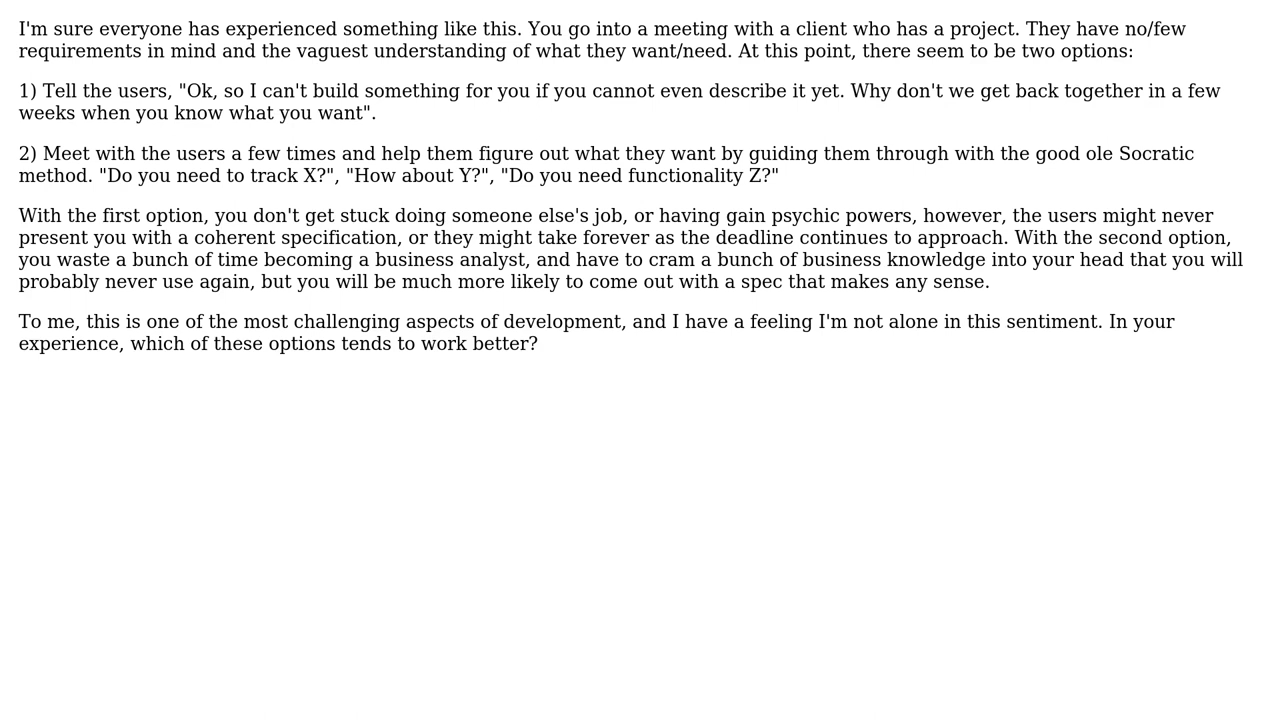 I'm sure everyone has experienced something like this. You go into a meeting with a client who has a project. They have no/few
requirements in mind and the vaguest understanding of what they want/need. At this point, there seem to be two options:
1) Tell the users, "Ok, so I can't build something for you if you cannot even describe it yet. Why don't we get back together in a few
weeks when you know what you want".
2) Meet with the users a few times and help them figure out what they want by guiding them through with the good ole Socratic
method. "Do you need to track X?", "How about Y?", "Do you need functionality Z?"
With the first option, you don't get stuck doing someone else's job, or having gain psychic powers, however, the users might never
present you with a coherent specification, or they might take forever as the deadline continues to approach. With the second option,
you waste a bunch of time becoming a business analyst, and have to cram a bunch of business knowledge into your head that you will
probably never use again, but you will be much more likely to come out with a spec that makes any sense.
To me, this is one of the most challenging aspects of development, and I have a feeling I'm not alone in this sentiment. In your
experience, which of these options tends to work better?